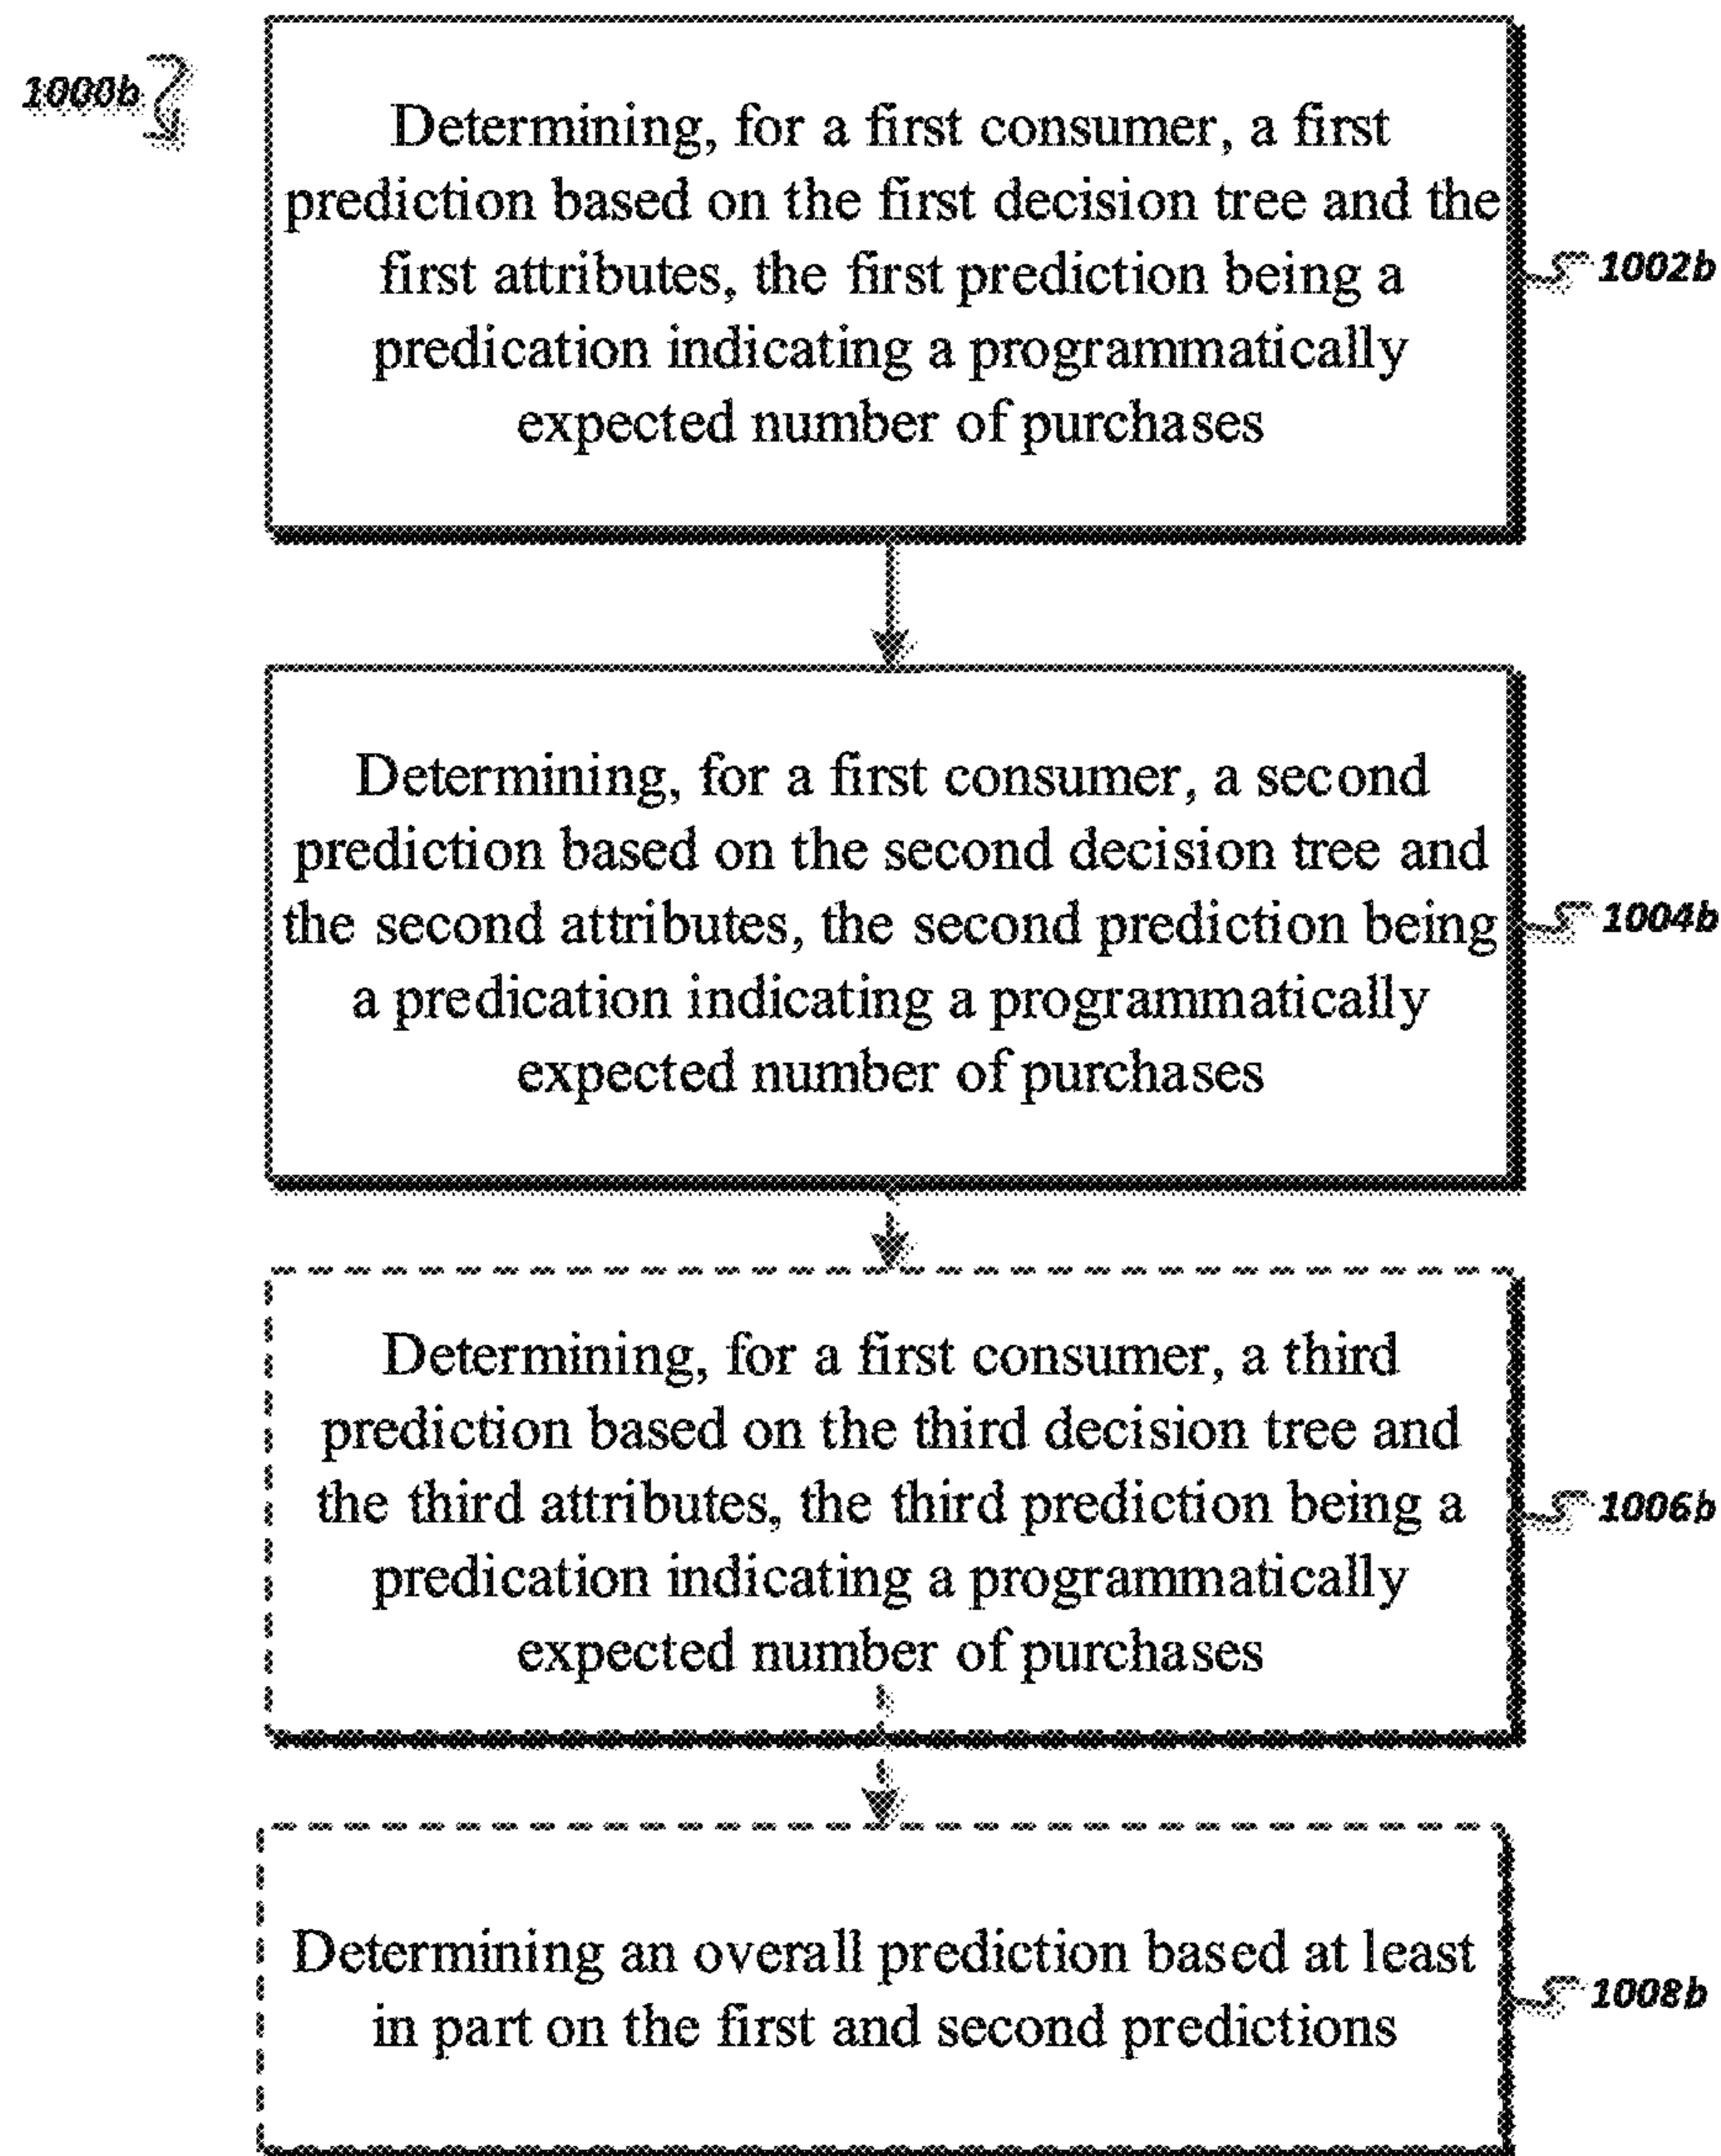 1000b
Determining, for a first consumer, a first
prediction based on the first decision tree and the
first attributes, the first prediction being a
predication indicating a programmatically
expected number of purchases
1002b
Determining, for a first consumer, a second
prediction based on the second decision tree and
the second attributes, the second prediction being
a predication indicating a programmatically
expected number of purchases
1004b
Determining, for a first consumer, a third
prediction based on the third decision tree and
the third attributes, the third prediction being a
predication indicating a programmatically
expected number of purchases
1006b
Determining an overall prediction based at least
in part on the first and second predictions
1008b